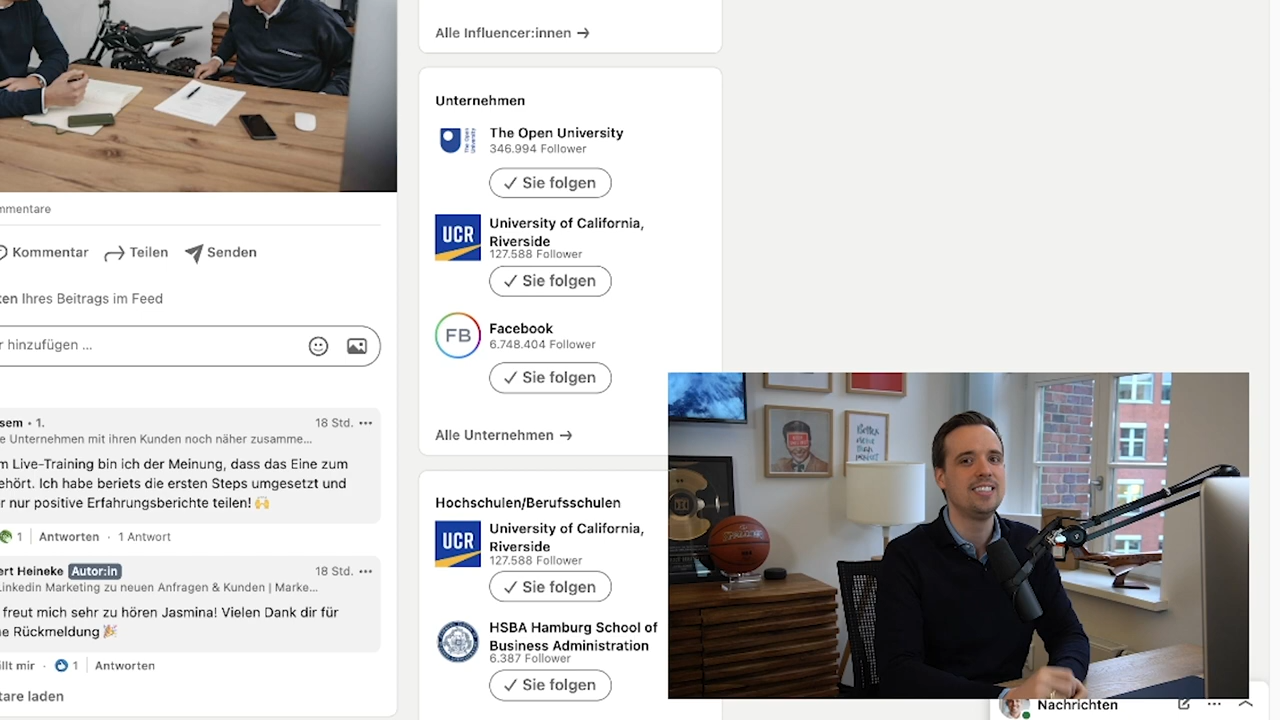 mmentare
Kommentar
Teilen
Senden
ten Ihres Beitrags im Feed
r hinzufügen ...
sem • 1.
18 Std.
e Unternehmen mit ihren Kunden noch näher zusamme...
m Live-Training bin ich der Meinung, dass das Eine zum
ehört. Ich habe beriets die ersten Steps umgesetzt und
r nur positive Erfahrungsberichte teilen! 🙌
1 | Antworten · 1 Antwort
ert Heineke Autor:in
18 Std.
Linkedin Marketing zu neuen Anfragen & Kunden | Marke...
freut mich sehr zu hören Jasmina! Vielen Dank dir für
e Rückmeldung 🎉
llt mir · 1 | Antworten
tare laden
Alle Influencer:innen →
Unternehmen
The Open University
346.994 Follower
✓ Sie folgen
UCR
University of California,
Riverside
127.588 Follower
✓ Sie folgen
FB
Facebook
6.748.404 Follower
✓ Sie folgen
Alle Unternehmen →
Hochschulen/Berufsschulen
UCR
University of California,
Riverside
127.588 Follower
✓ Sie folgen
HSBA Hamburg School of
Business Administration
6.387 Follower
✓ Sie folgen
Nachrichten